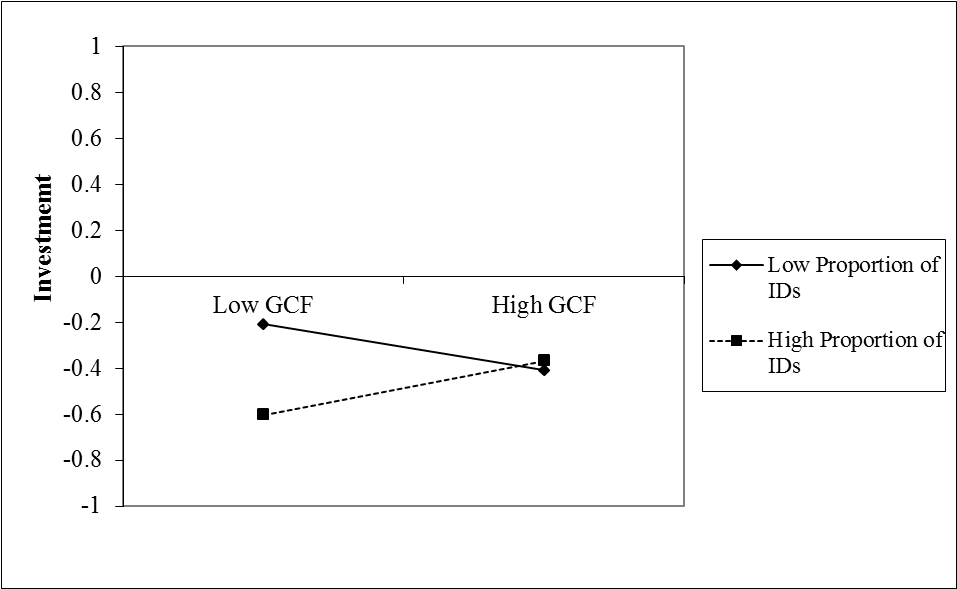 1
0.8
0.6
0.4
0.2
0
-0.2
-0.4
-0.6
-0.8
-1
Investmemt
Low GCF
High GCF
Low Proportion of
IDs
High Proportion of
IDs